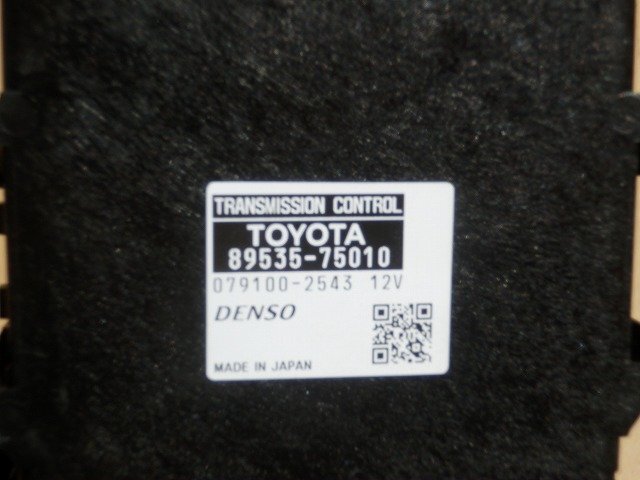 TRANSMISSION CONTROL
TOYOTA
89535-75010
079100-2543 12V
DENSO
MADE IN JAPAN